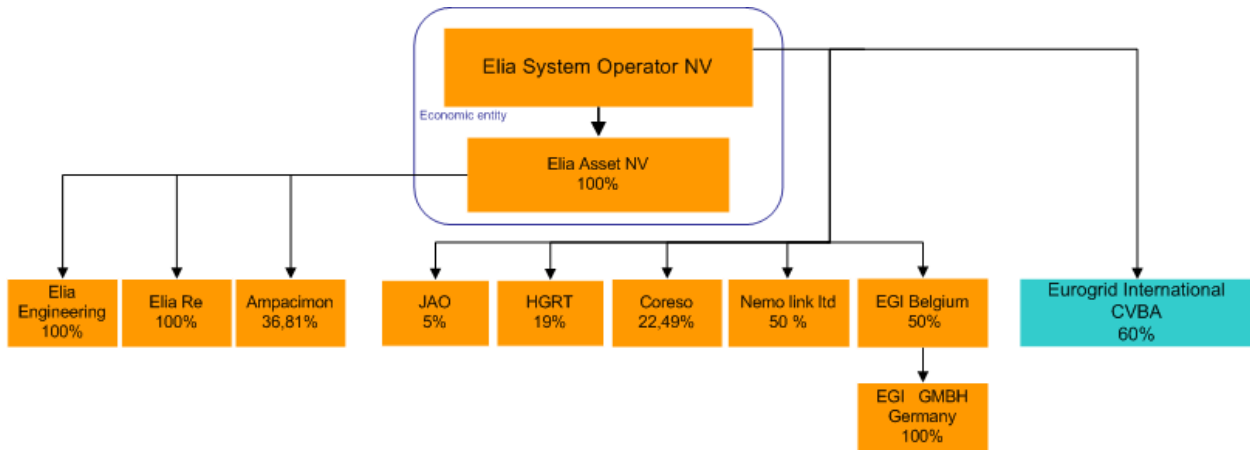 Elia System Operator NV
Economic entity
Elia Asset NV
100%
Elia
Engineering
100%
Elia Re
100%
Ampacimon
36,81%
JAO
5%
HGRT
19%
Coreso
22,49%
Nemo link ltd
50 %
EGI Belgium
50%
Eurogrid International
CVBA
60%
EGI GMBH
Germany
100%